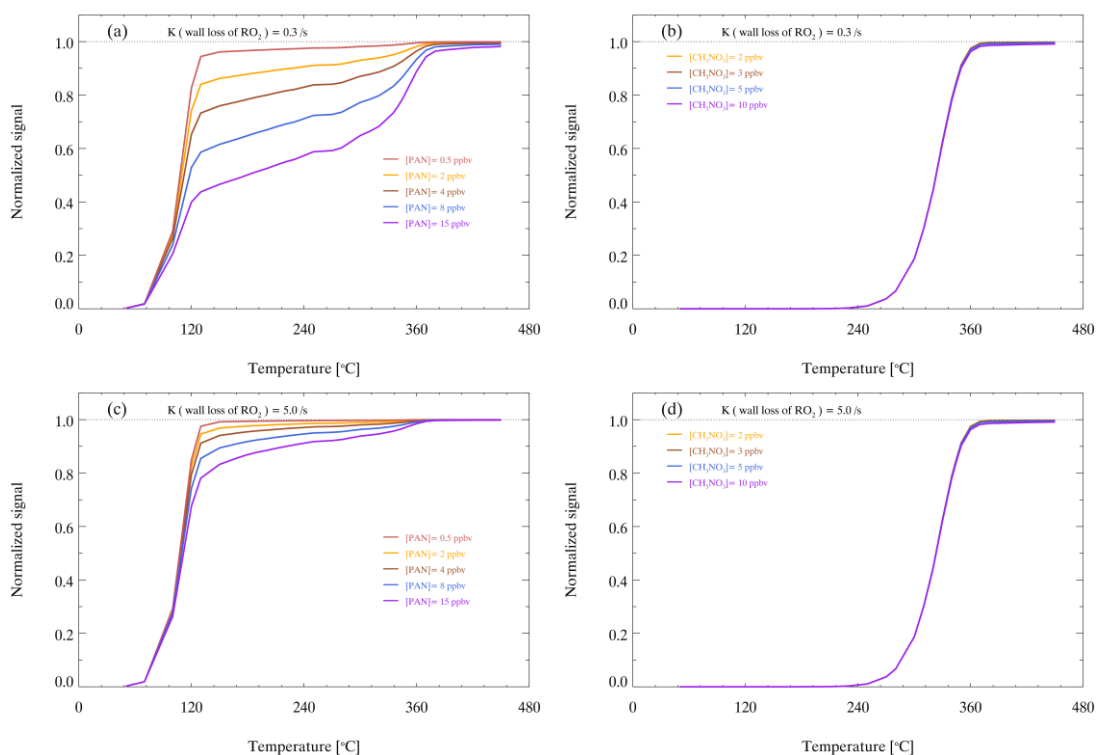 (a) K ( wall loss of RO₂ ) = 0.3 /s
1.0
0.8
0.6
0.4
0.2
0.0
Normalized signal
[PAN]= 0.5 ppbv
[PAN]= 2 ppbv
[PAN]= 4 ppbv
[PAN]= 8 ppbv
[PAN]= 15 ppbv
0 120 240 360 480
Temperature [°C]
(b) K ( wall loss of RO₂ ) = 0.3 /s
1.0
0.8
0.6
0.4
0.2
0.0
Normalized signal
[CH₃NO₃]= 2 ppbv
[CH₃NO₃]= 3 ppbv
[CH₃NO₃]= 5 ppbv
[CH₃NO₃]= 10 ppbv
0 120 240 360 480
Temperature [°C]
(c) K ( wall loss of RO₂ ) = 5.0 /s
1.0
0.8
0.6
0.4
0.2
0.0
Normalized signal
[PAN]= 0.5 ppbv
[PAN]= 2 ppbv
[PAN]= 4 ppbv
[PAN]= 8 ppbv
[PAN]= 15 ppbv
0 120 240 360 480
Temperature [°C]
(d) K ( wall loss of RO₂ ) = 5.0 /s
1.0
0.8
0.6
0.4
0.2
0.0
Normalized signal
[CH₃NO₃]= 2 ppbv
[CH₃NO₃]= 3 ppbv
[CH₃NO₃]= 5 ppbv
[CH₃NO₃]= 10 ppbv
0 120 240 360 480
Temperature [°C]